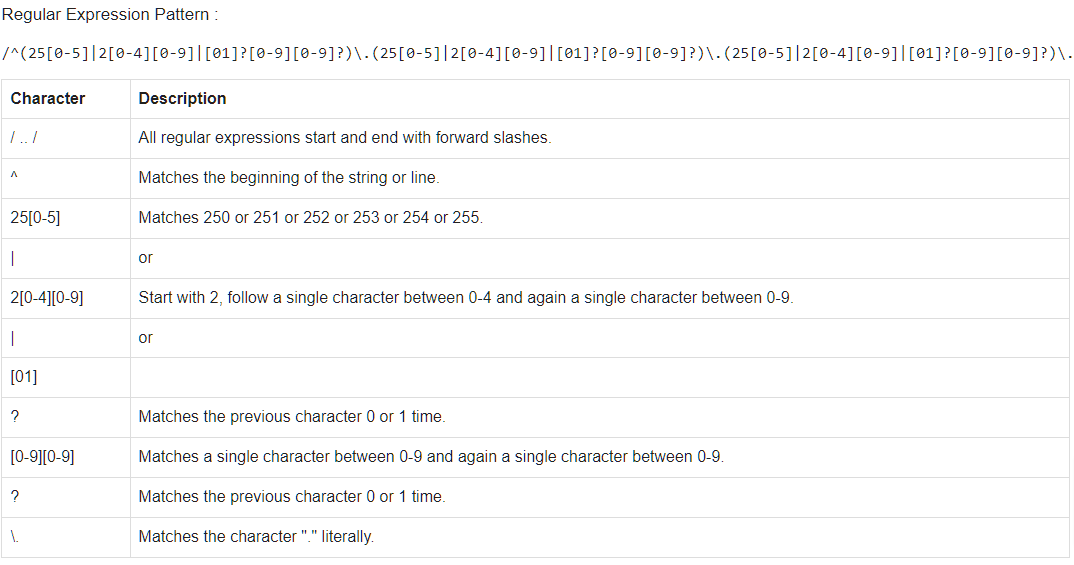 Regular Expression Pattern :
/^(25[0-5]|2[0-4][0-9]|[01]?[0-9][0-9]?)\.(25[0-5]|2[0-4][0-9]|[01]?[0-9][0-9]?)\.(25[0-5]|2[0-4][0-9]|[01]?[0-9][0-9]?)\.
Character Description
/ .. / All regular expressions start and end with forward slashes.
^ Matches the beginning of the string or line.
25[0-5] Matches 250 or 251 or 252 or 253 or 254 or 255.
| or
2[0-4][0-9] Start with 2, follow a single character between 0-4 and again a single character between 0-9.
| or
[01]
? Matches the previous character 0 or 1 time.
[0-9][0-9] Matches a single character between 0-9 and again a single character between 0-9.
? Matches the previous character 0 or 1 time.
\. Matches the character "." literally.